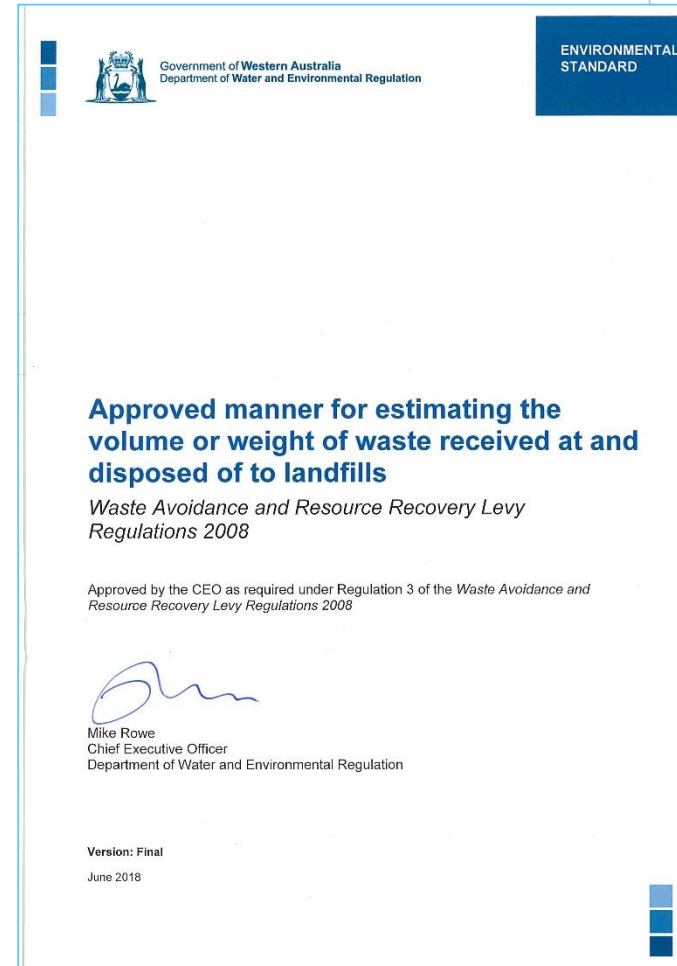 Government of Western Australia
Department of Water and Environmental Regulation
ENVIRONMENTAL
STANDARD
Approved manner for estimating the
volume or weight of waste received at and
disposed of to landfills
Waste Avoidance and Resource Recovery Levy
Regulations 2008
Approved by the CEO as required under Regulation 3 of the Waste Avoidance and
Resource Recovery Levy Regulations 2008
Mike Rowe
Chief Executive Officer
Department of Water and Environmental Regulation
Version: Final
June 2018